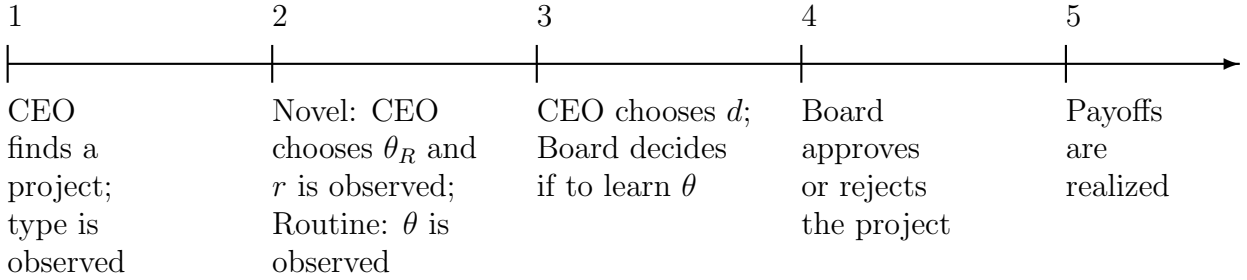 1
2
3
4
5
CEO
finds a
project;
type is
observed
Novel: CEO
chooses θ_R and
r is observed;
Routine: θ is
observed
CEO chooses d;
Board decides
if to learn θ
Board
approves
or rejects
the project
Payoffs
are
realized